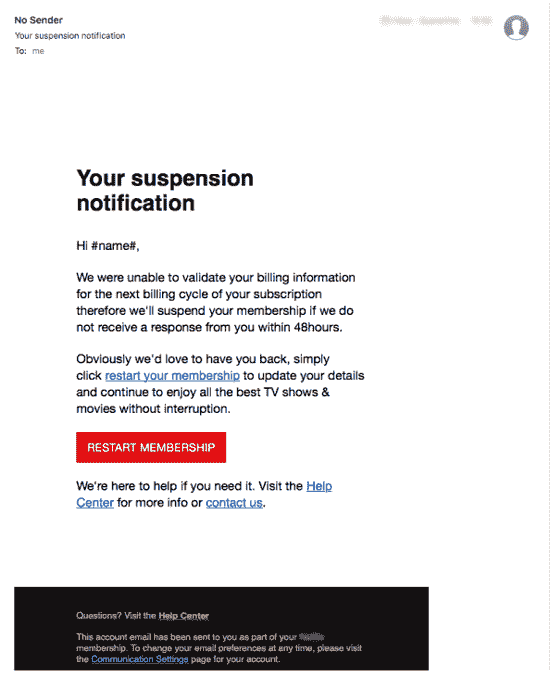 No Sender
Your suspension notification
To: me
Your suspension
notification
Hi #name#,
We were unable to validate your billing information
for the next billing cycle of your subscription
therefore we'll suspend your membership if we do
not receive a response from you within 48hours.
Obviously we'd love to have you back, simply
click restart your membership to update your details
and continue to enjoy all the best TV shows &
movies without interruption.
RESTART MEMBERSHIP
We're here to help if you need it. Visit the Help
Center for more info or contact us.
Questions? Visit the Help Center
This account email has been sent to you as part of your
membership. To change your email preferences at any time, please visit
the Communication Settings page for your account.